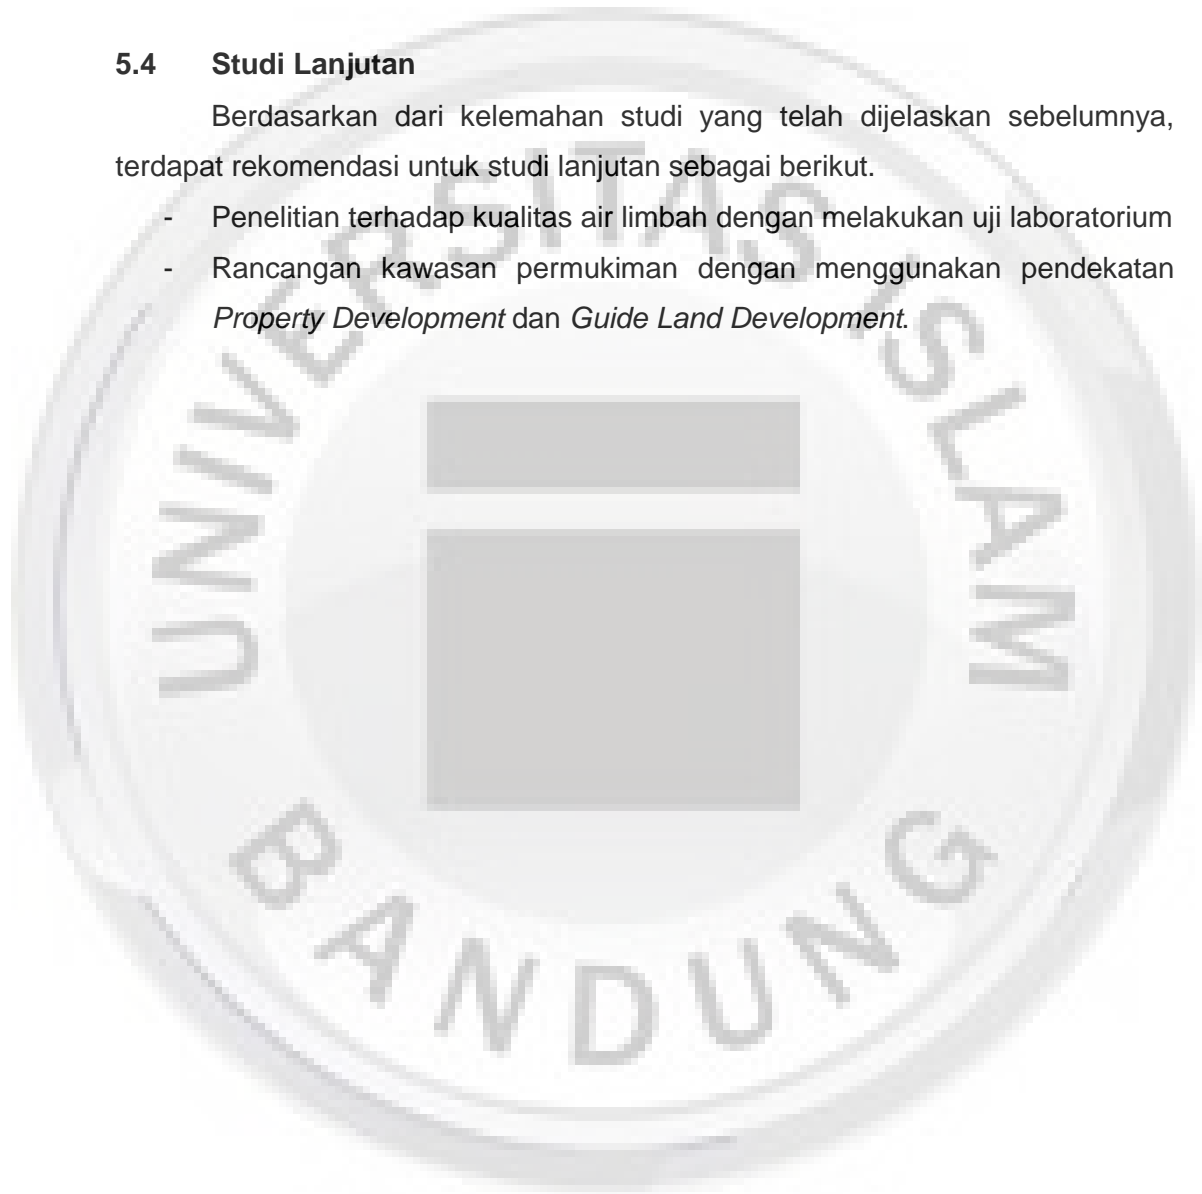 5.4 Studi Lanjutan
Berdasarkan dari kelemahan studi yang telah dijelaskan sebelumnya,
terdapat rekomendasi untuk studi lanjutan sebagai berikut.
- Penelitian terhadap kualitas air limbah dengan melakukan uji laboratorium
- Rancangan kawasan permukiman dengan menggunakan pendekatan
Property Development dan Guide Land Development.
UNIVERSITAS ISLAM
BANDUNG